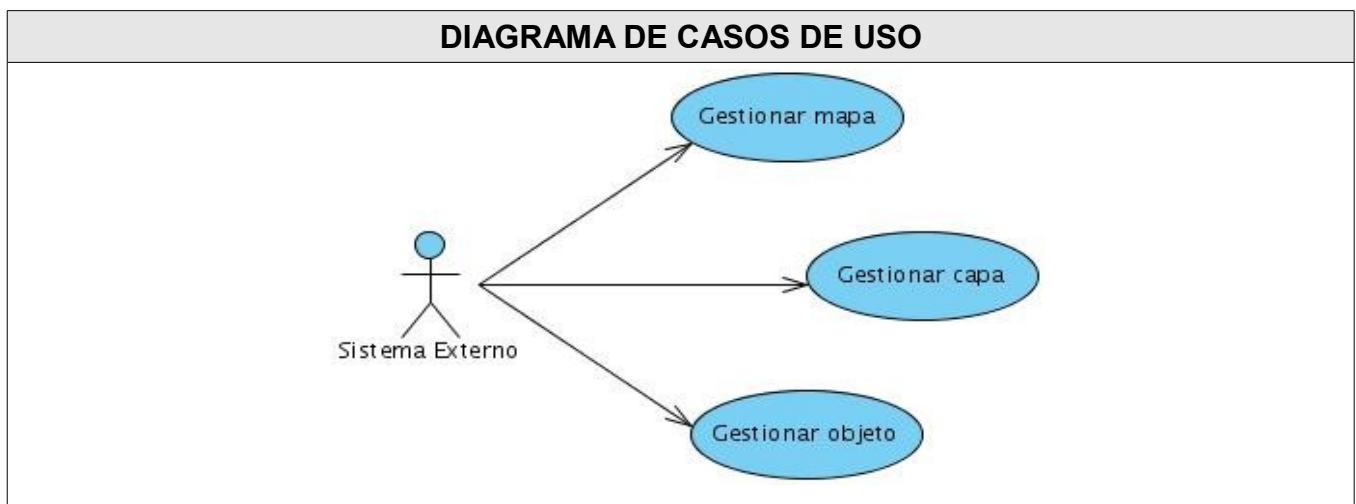 DIAGRAMA DE CASOS DE USO
Gestionar mapa
Gestionar capa
Sistema Externo
Gestionar objeto